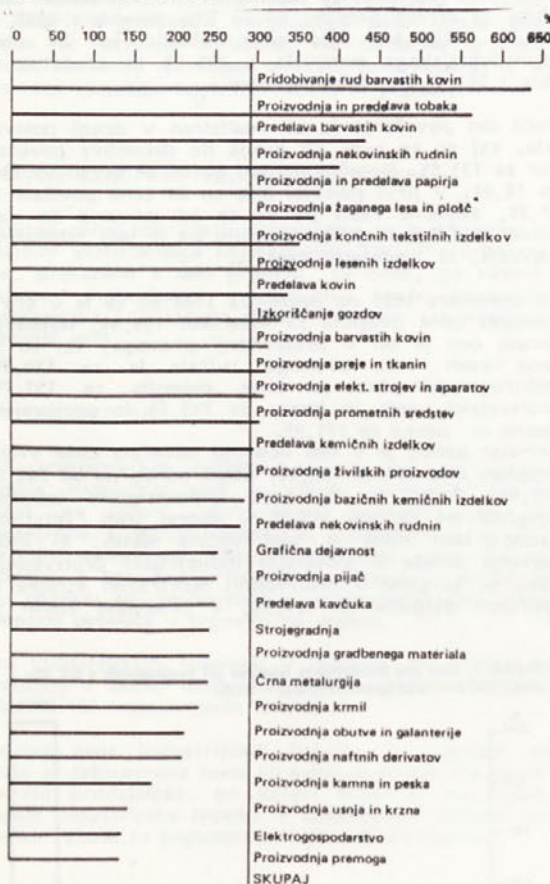 %
0 50 100 150 200 250 300 350 400 450 500 550 600 650
Pridobivanje rud barvastih kovin
Proizvodnja in predelava tobaka
Predelava barvastih kovin
Proizvodnja nekovinskih rudnin
Proizvodnja in predelava papirja
Proizvodnja žaganega lesa in plošč
Proizvodnja končnih tekstilnih izdelkov
Proizvodnja lesnih izdelkov
Predelava kovin
Izkoriščanje gozdov
Proizvodnja barvastih kovin
Proizvodnja preje in tkanin
Proizvodnja elekt. strojev in aparatov
Proizvodnja prometnih sredstev
Predelava kemičnih izdelkov
Proizvodnja živilskih proizvodov
Proizvodnja bazičnih kemičnih izdelkov
Predelava nekovinskih rudnin
Grafična dejavnost
Proizvodnja pijač
Predelava kavčuka
Strojegradnja
Proizvodnja gradbenega materiala
Črna metalurgija
Proizvodnja krmil
Proizvodnja obutve in galanterije
Proizvodnja naftnih derivatov
Proizvodnja kamna in peska
Proizvodnja usnja in krzna
Elektrogospodarstvo
Proizvodnja premoga
SKUPAJ